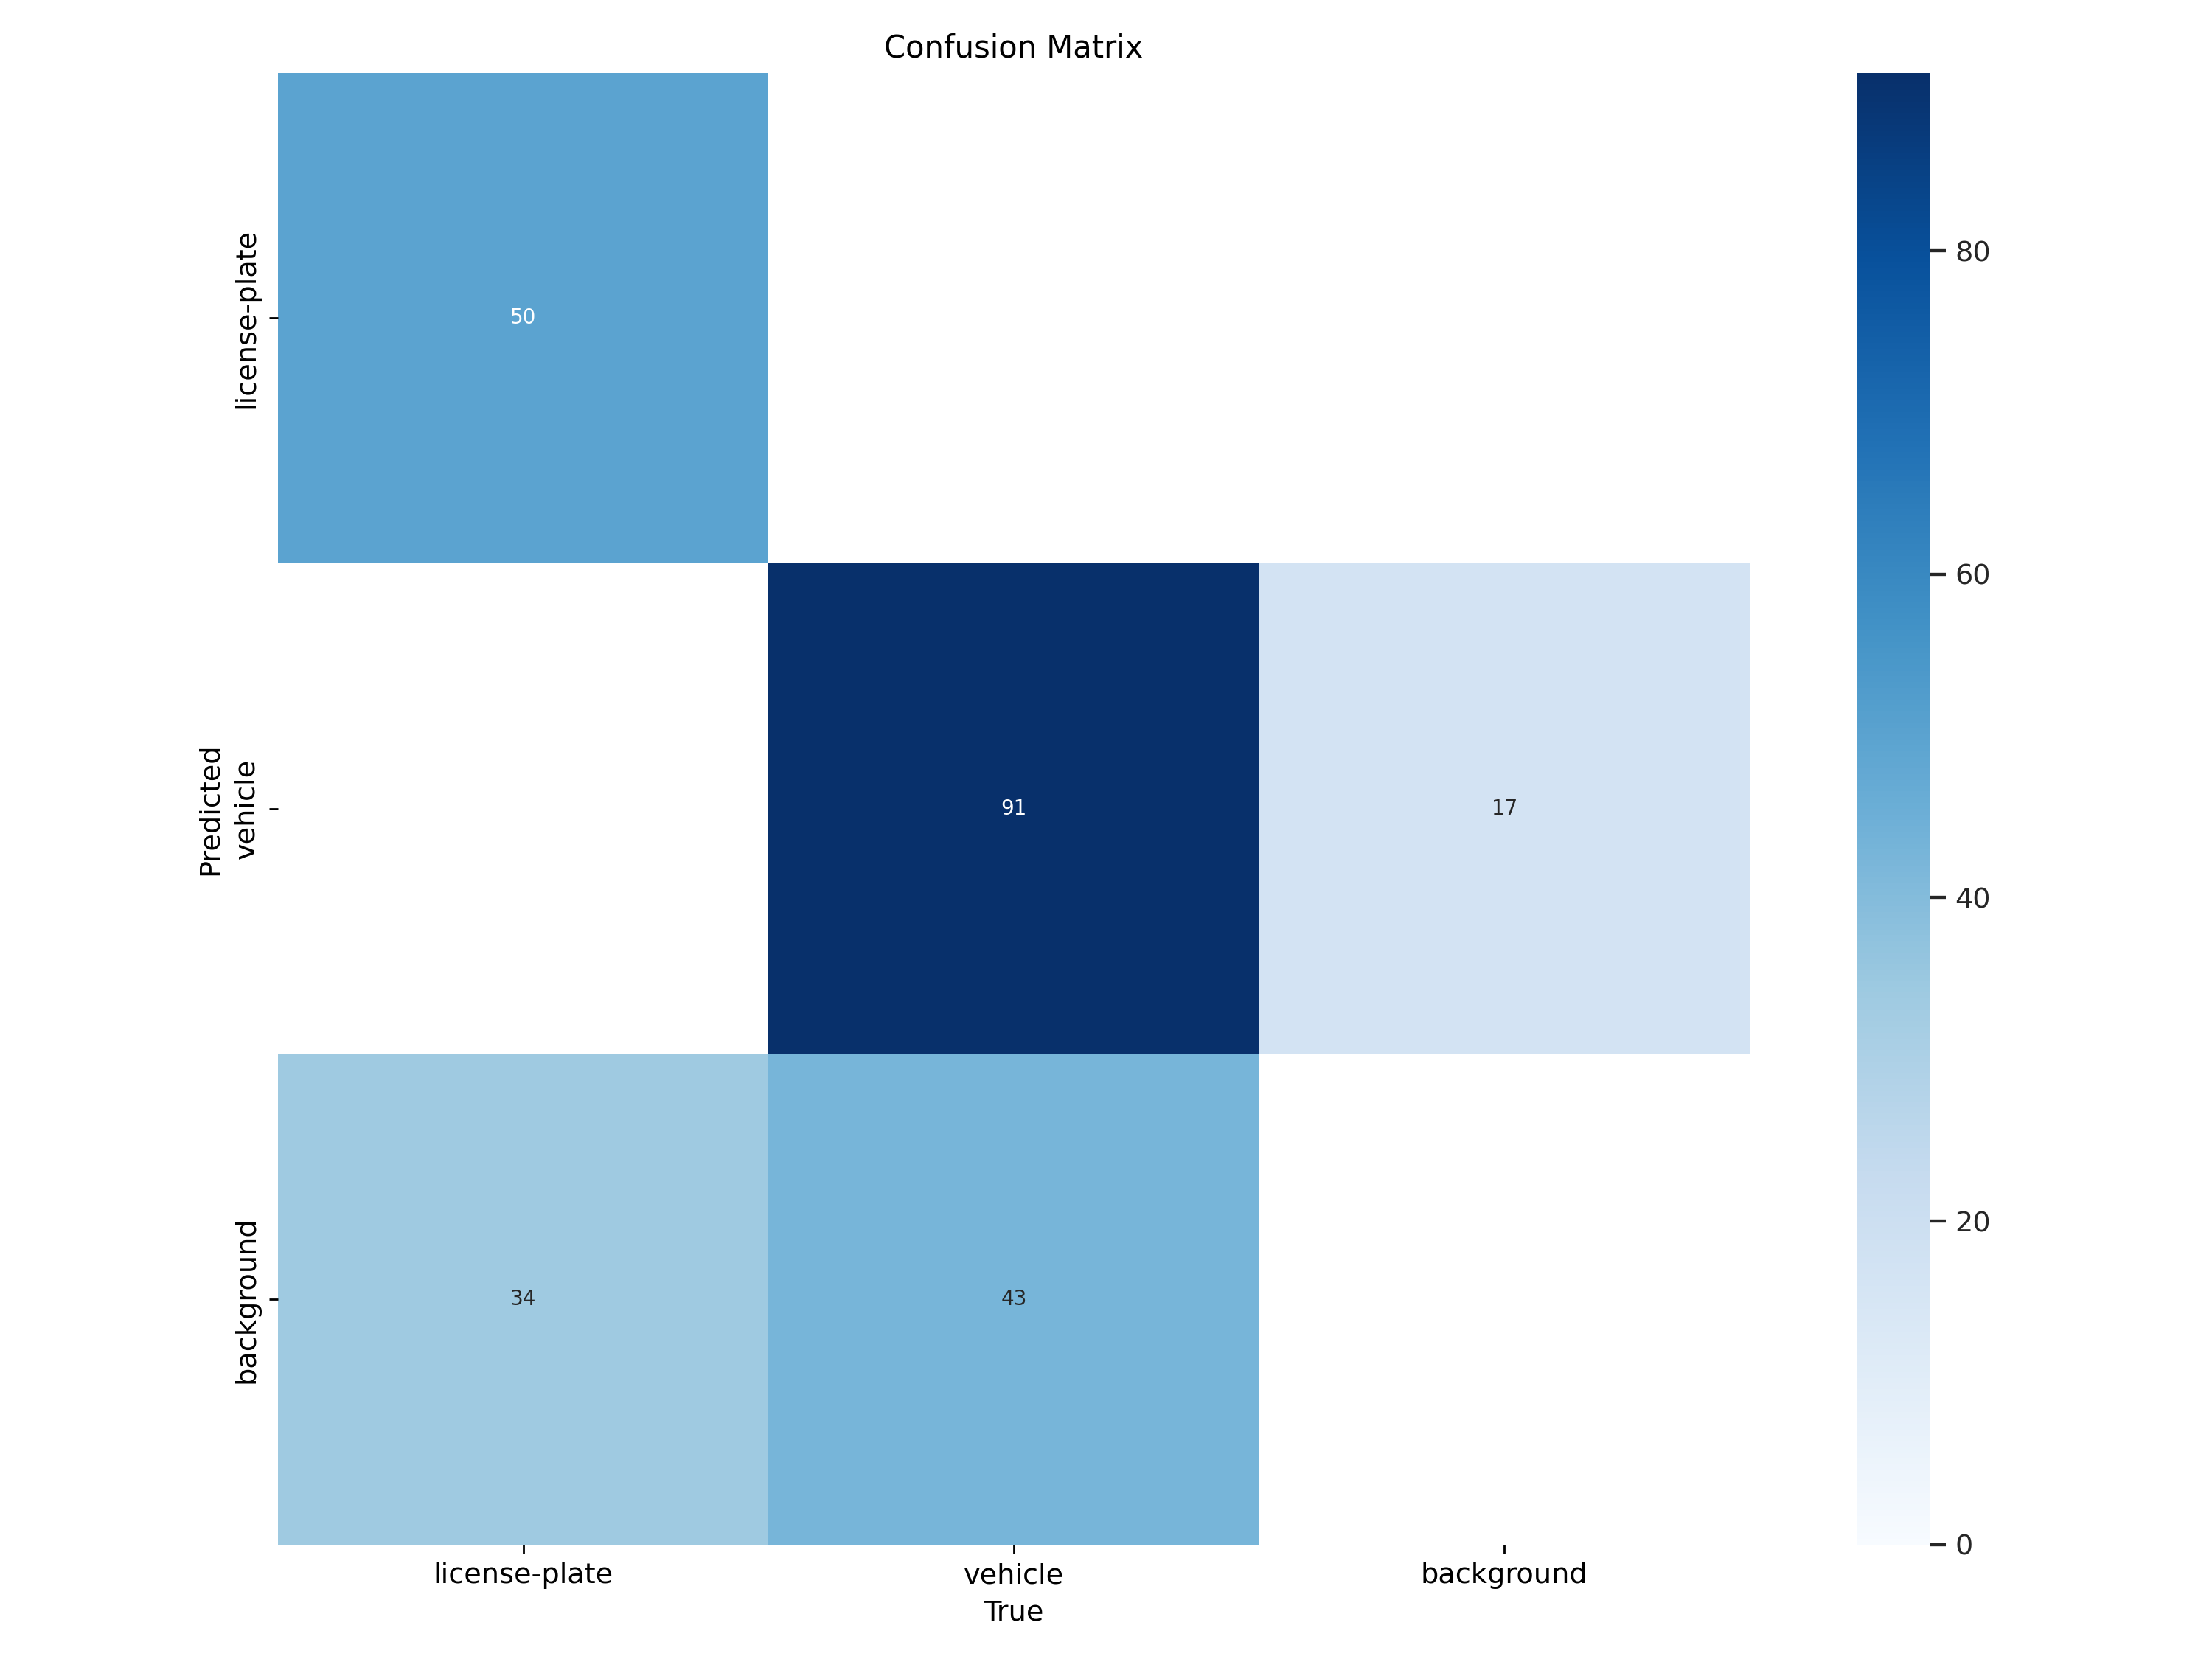 Confusion Matrix
license-plate
50
Predicted
vehicle
91
17
background
34
43
license-plate
vehicle
background
True
80
60
40
20
0